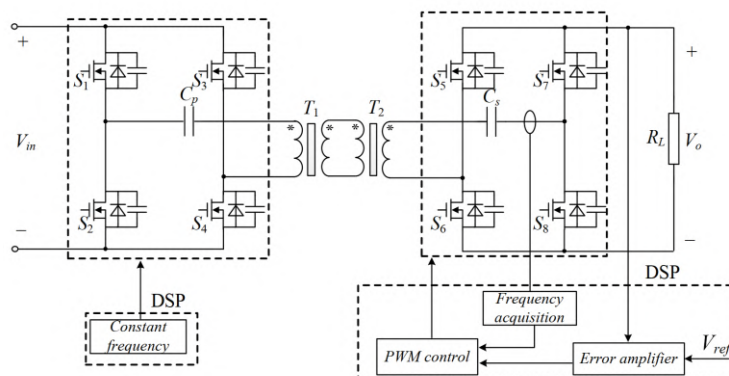 + S1 S3 S5 S7 +
Cp T1 T2 Cs
* * * *
Vin RL Vo
− S2 S4 S6 S8 −
DSP DSP
Constant frequency
Frequency acquisition
PWM control Error amplifier Vref